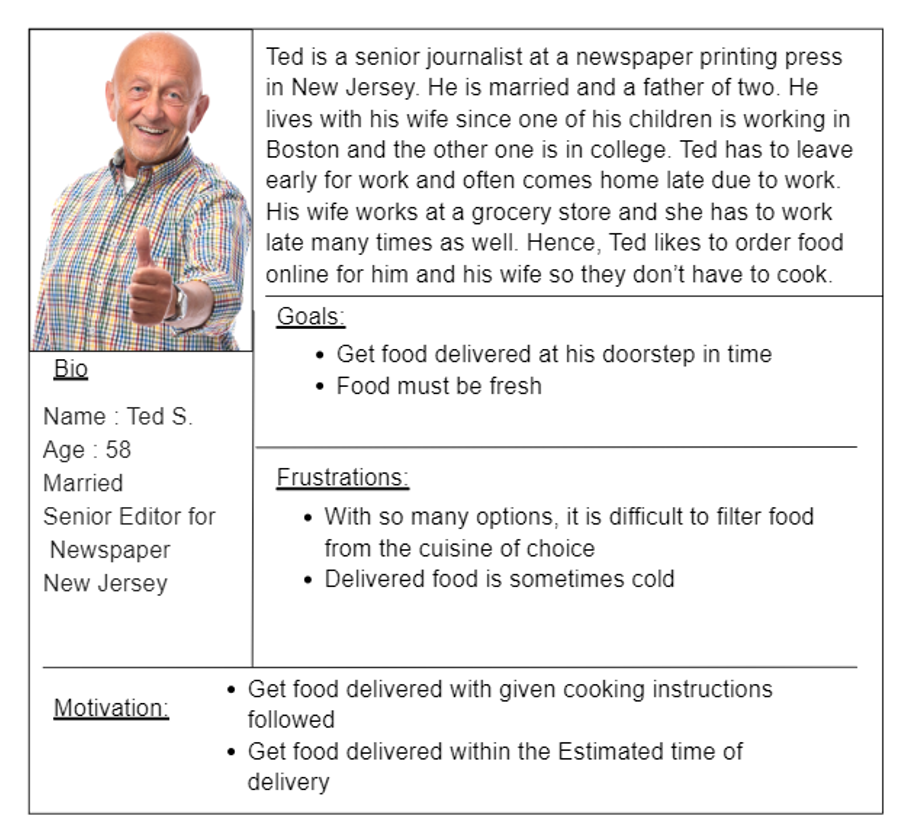 Ted is a senior journalist at a newspaper printing press
in New Jersey. He is married and a father of two. He
lives with his wife since one of his children is working in
Boston and the other one is in college. Ted has to leave
early for work and often comes home late due to work.
His wife works at a grocery store and she has to work
late many times as well. Hence, Ted likes to order food
online for him and his wife so they don't have to cook.
Bio
Name : Ted S.
Age : 58
Married
Senior Editor for
Newspaper
New Jersey
Goals:
• Get food delivered at his doorstep in time
• Food must be fresh
Frustrations:
• With so many options, it is difficult to filter food
from the cuisine of choice
• Delivered food is sometimes cold
Motivation:
• Get food delivered with given cooking instructions
followed
• Get food delivered within the Estimated time of
delivery